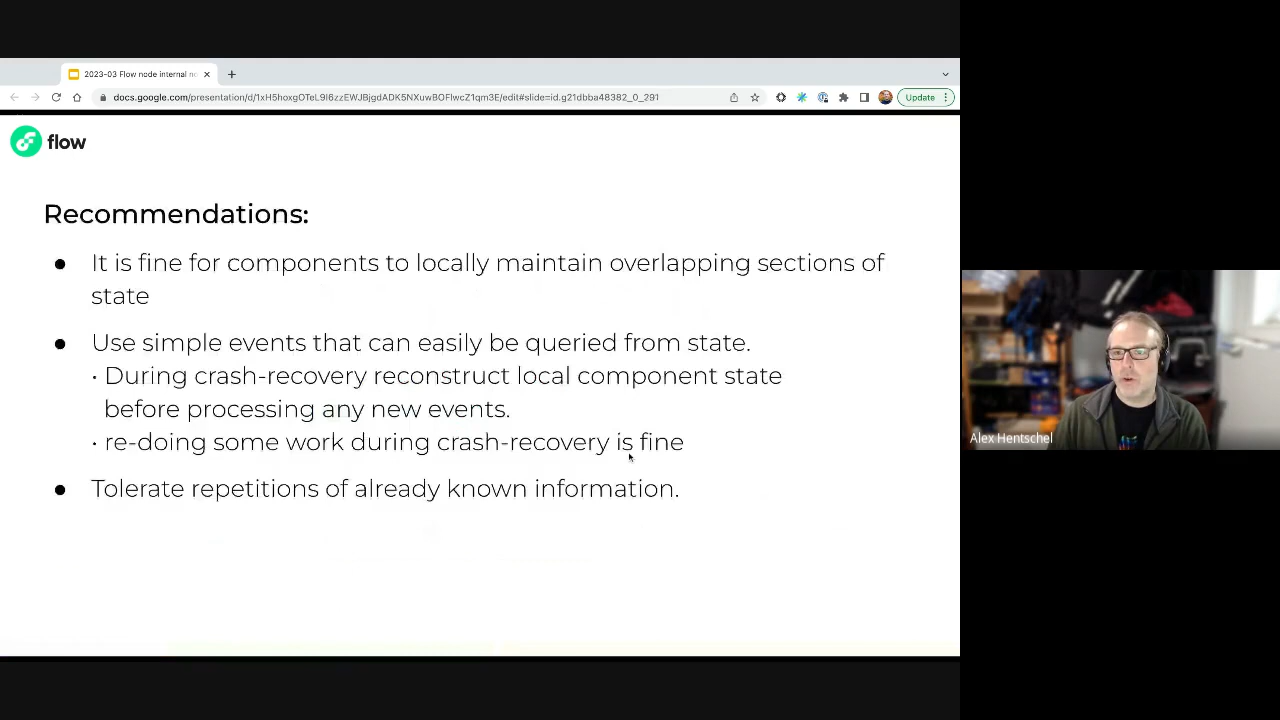 2023-03 Flow node internal no
docs.google.com/presentation/d/1xH5hoxgOTeL9I6zzEWJBjgdADK5NXuwBOFlwcZ1qm3E/edit#slide=id.g21dbba48382_0_291
Update
flow
Recommendations:
● It is fine for components to locally maintain overlapping sections of
state
● Use simple events that can easily be queried from state.
· During crash-recovery reconstruct local component state
before processing any new events.
· re-doing some work during crash-recovery is fine
● Tolerate repetitions of already known information.
Alex Hentschel